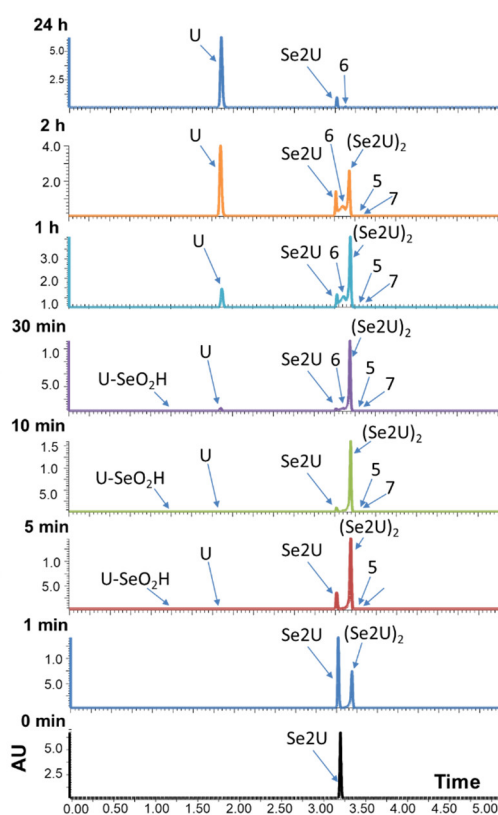 24 h
U
Se2U
6
5.0
2.5
2 h
U
Se2U
6
(Se2U)₂
5
7
4.0
2.0
1 h
U
Se2U
6
(Se2U)₂
5
7
3.0
2.0
1.0
30 min
U-SeO₂H
U
Se2U
6
(Se2U)₂
5
7
1.0
5.0
10 min
U-SeO₂H
U
Se2U
(Se2U)₂
5
7
1.5
1.0
5.0
5 min
U-SeO₂H
U
Se2U
(Se2U)₂
5
1.0
5.0
1 min
Se2U
(Se2U)₂
1.0
5.0
0 min
Se2U
5.0
2.5
AU
Time
0.00 0.50 1.00 1.50 2.00 2.50 3.00 3.50 4.00 4.50 5.00